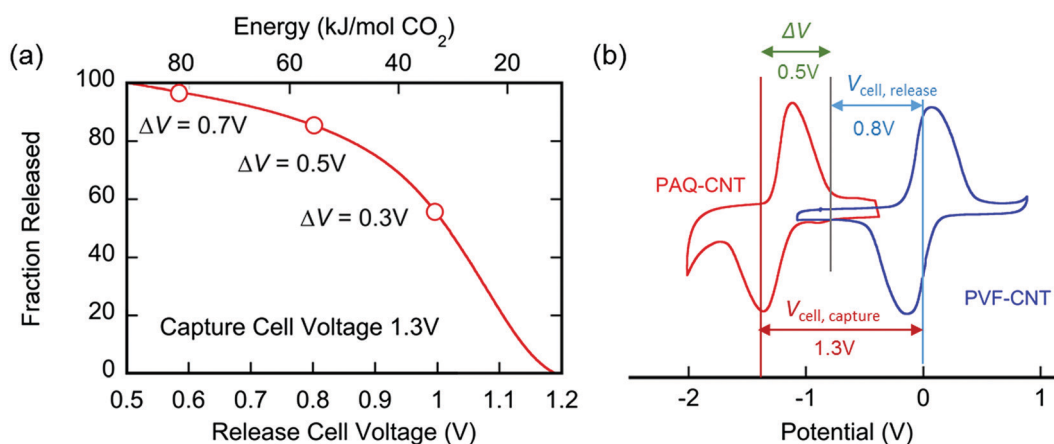 (a)
Energy (kJ/mol CO₂)
80 60 40 20
100
80
60
40
20
0
Fraction Released
ΔV = 0.7V
ΔV = 0.5V
ΔV = 0.3V
Capture Cell Voltage 1.3V
0.5 0.6 0.7 0.8 0.9 1 1.1 1.2
Release Cell Voltage (V)
(b)
ΔV
0.5V
Vcell, release
0.8V
PAQ-CNT
PVF-CNT
Vcell, capture
1.3V
-2 -1 0 1
Potential (V)